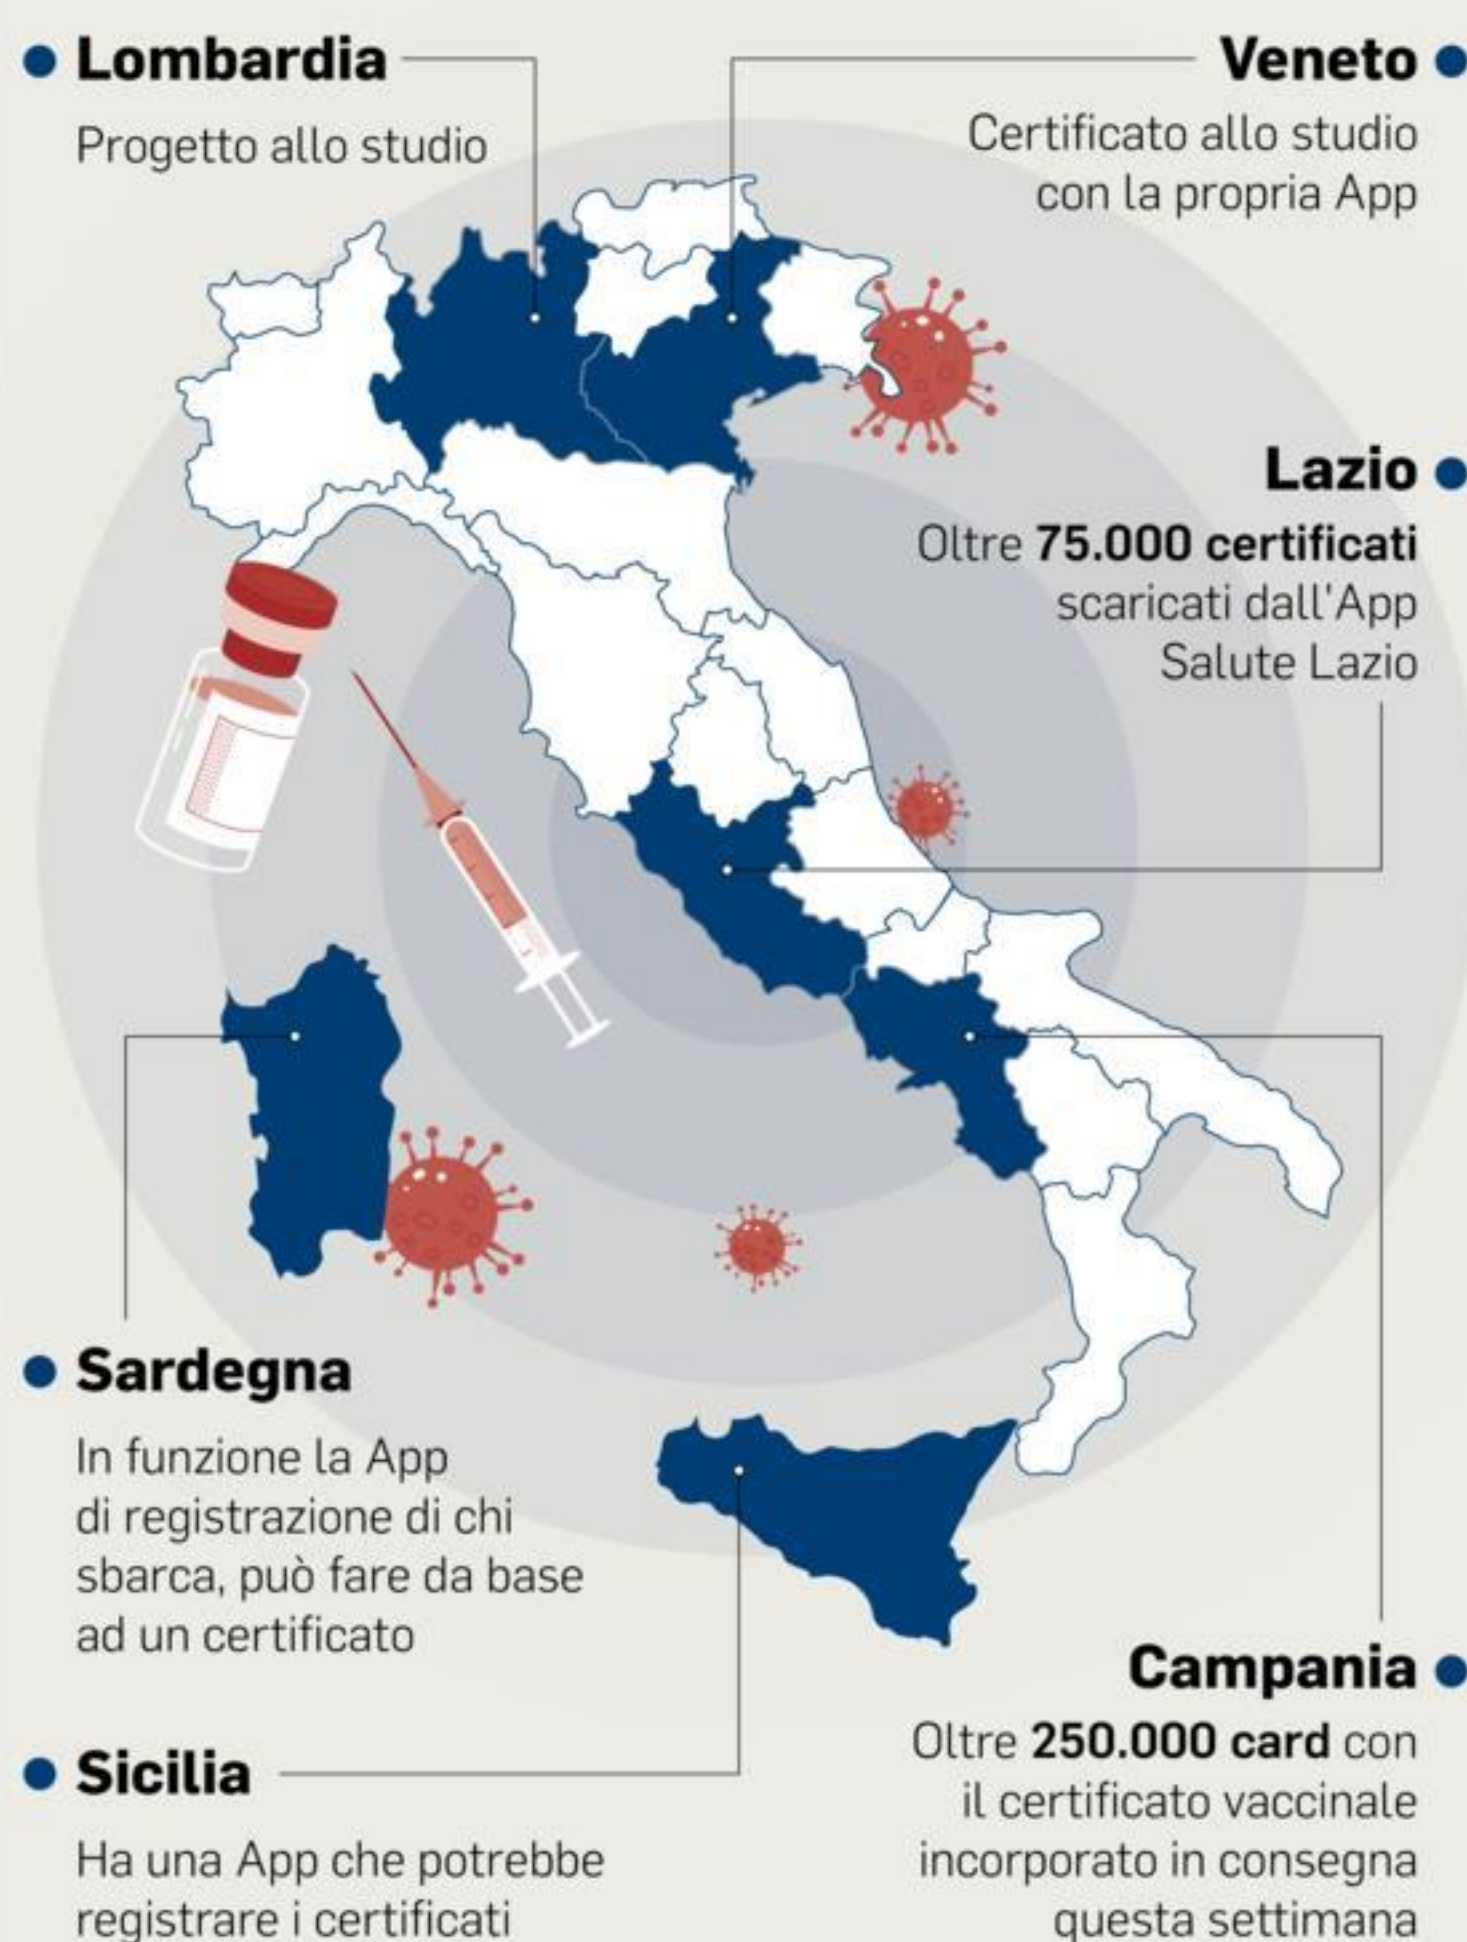 Lombardia
Progetto allo studio
Veneto
Certificato allo studio
con la propria App
Lazio
Oltre 75.000 certificati
scaricati dall'App
Salute Lazio
Sardegna
In funzione la App
di registrazione di chi
sbarca, può fare da base
ad un certificato
Campania
Oltre 250.000 card con
il certificato vaccinale
incorporato in consegna
questa settimana
Sicilia
Ha una App che potrebbe
registrare i certificati